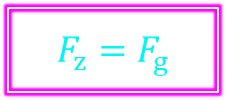 F_z = F_g